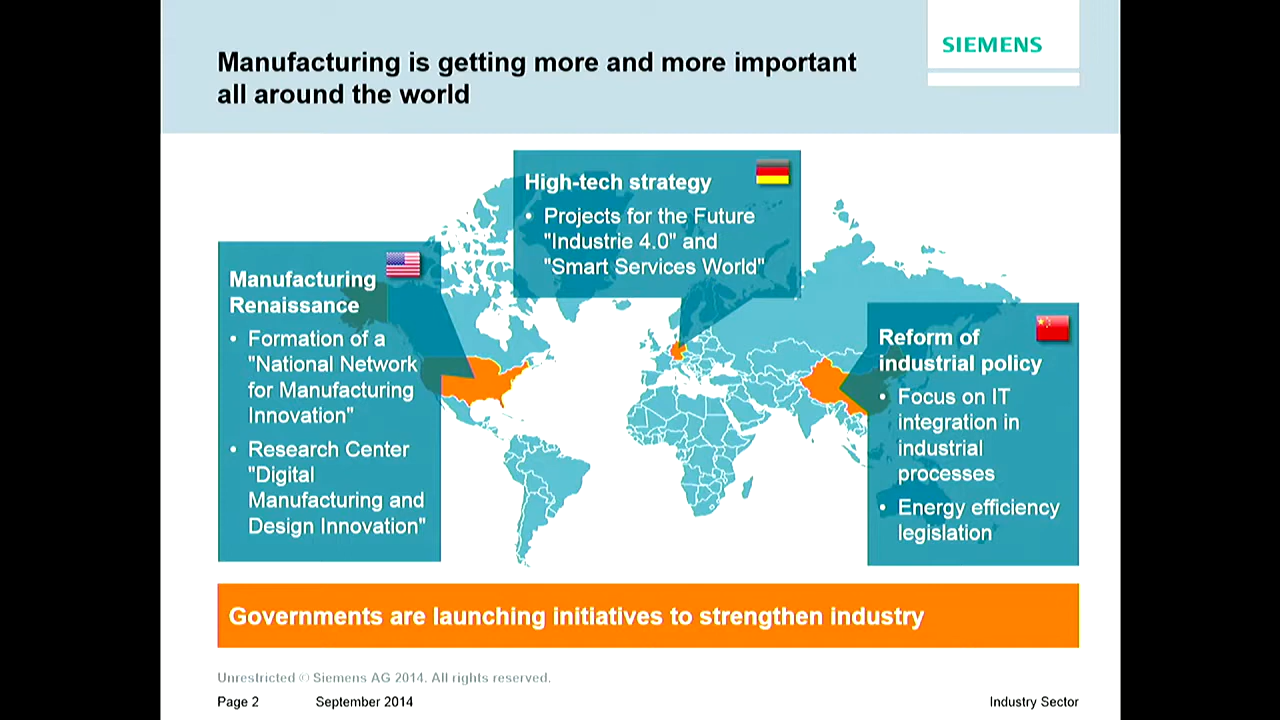 Manufacturing is getting more and more important
all around the world
SIEMENS
High-tech strategy
• Projects for the Future
"Industrie 4.0" and
"Smart Services World"
Manufacturing
Renaissance
• Formation of a
"National Network
for Manufacturing
Innovation"
• Research Center
"Digital
Manufacturing and
Design Innovation"
Reform of
industrial policy
• Focus on IT
integration in
industrial
processes
• Energy efficiency
legislation
Governments are launching initiatives to strengthen industry
Unrestricted © Siemens AG 2014. All rights reserved.
Page 2 September 2014 Industry Sector